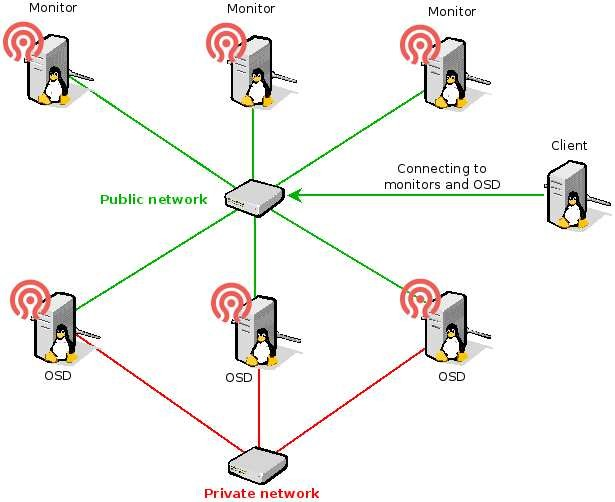 Monitor
Monitor
Monitor
Client
Connecting to
monitors and OSD
Public network
OSD
OSD
OSD
Private network